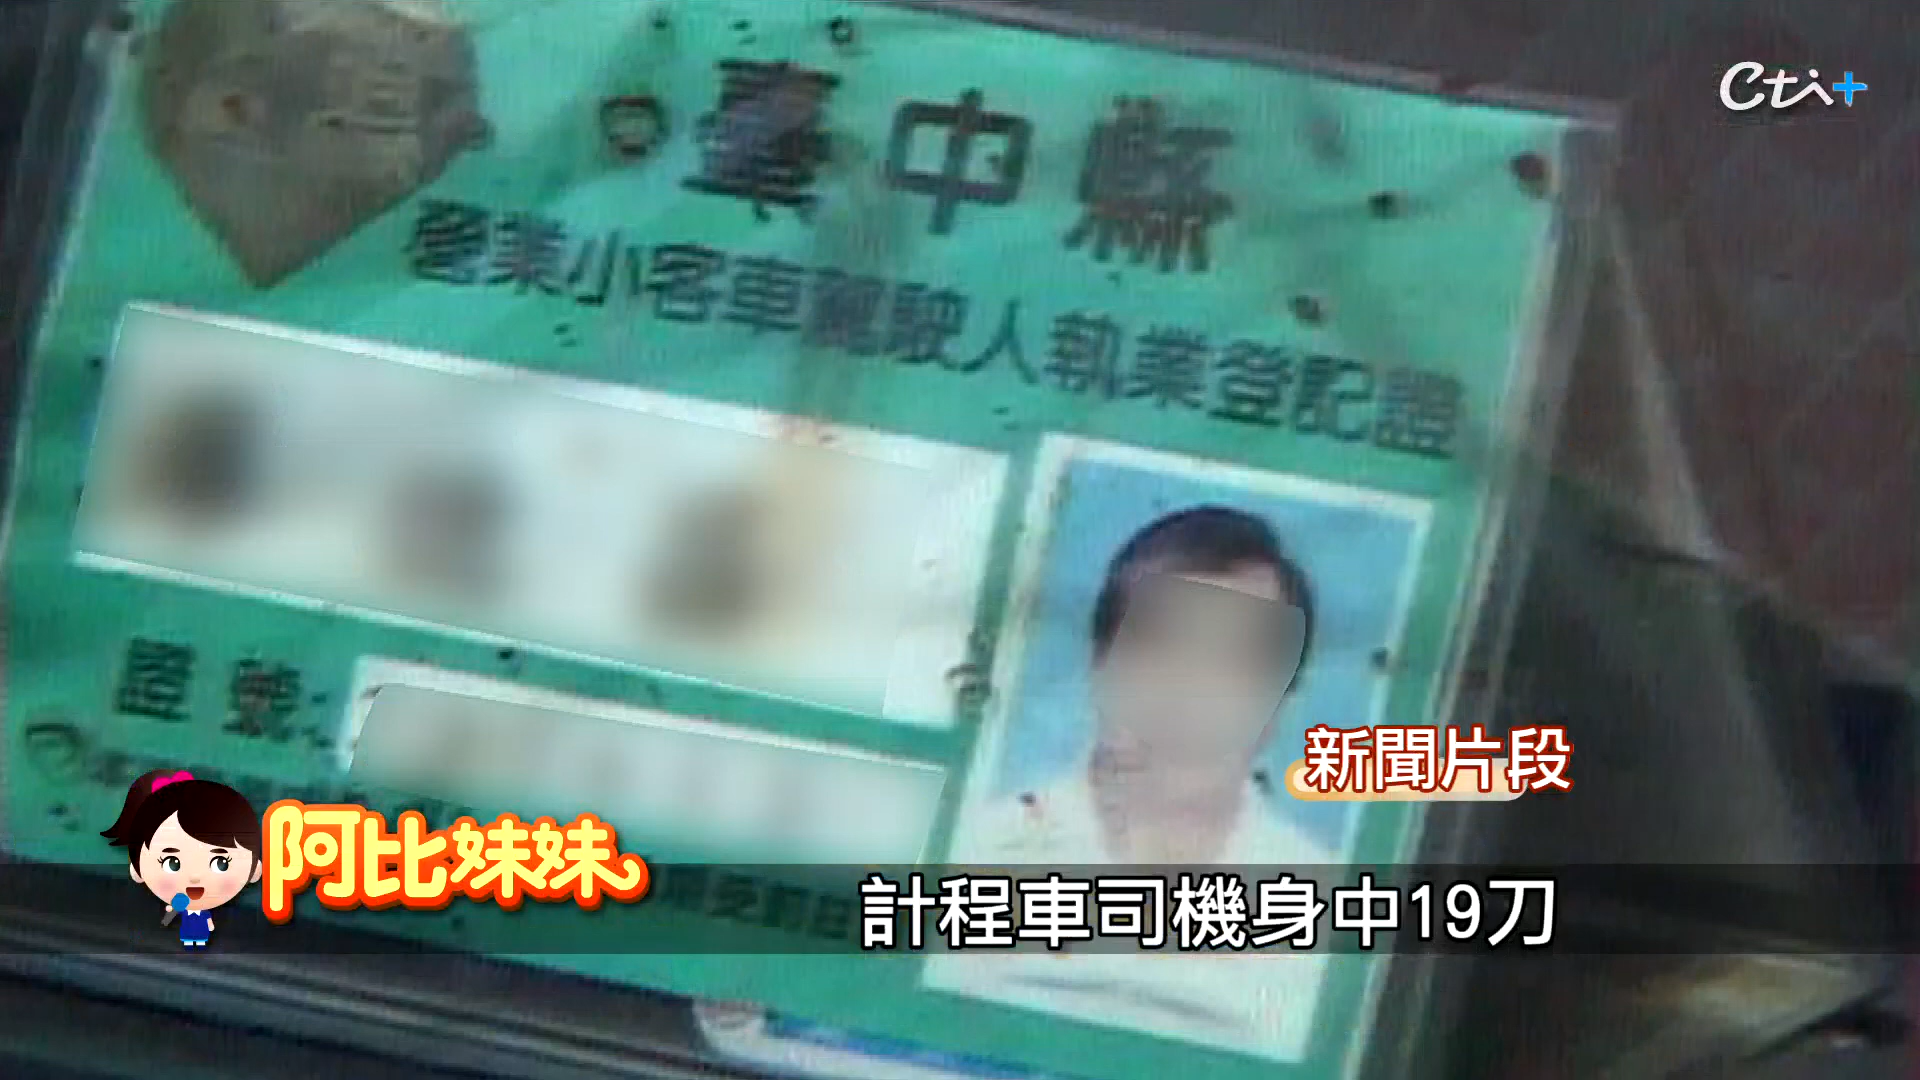 Cti+
臺中縣
營業小客車駕駛人執業登記證
證號:
新聞片段
阿比妹妹
計程車司機身中19刀